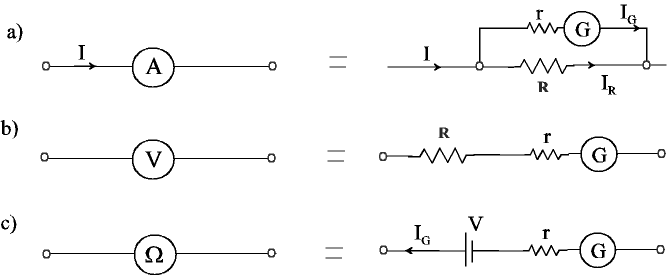 a) I A = I r G I_G R I_R
b) V = R r G
c) Ω = I_G V r G